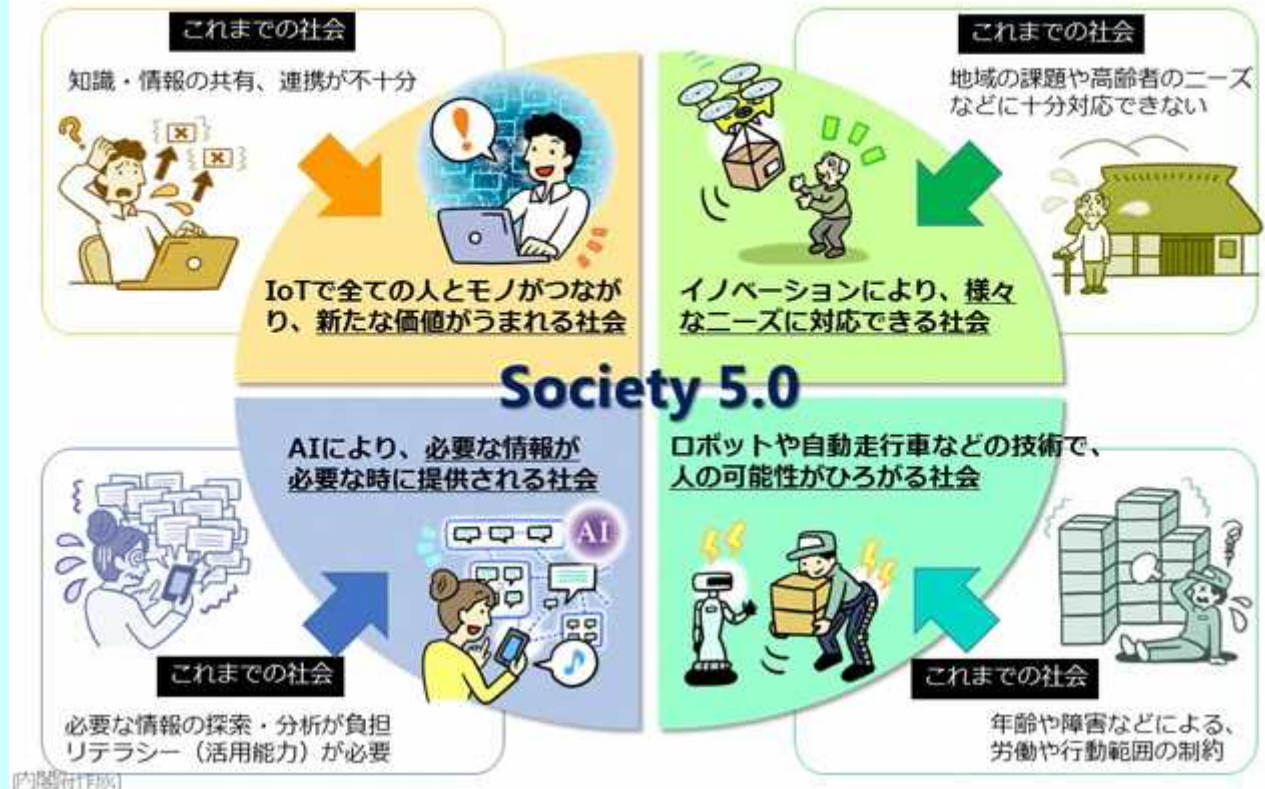 これまでの社会
知識・情報の共有、連携が不十分
IoTで全ての人とモノがつなが
り、新たな価値がうまれる社会
これまでの社会
地域の課題や高齢者のニーズ
などに十分対応できない
イノベーションにより、様々
なニーズに対応できる社会
Society 5.0
AIにより、必要な情報が
必要な時に提供される社会
AI
これまでの社会
必要な情報の探索・分析が負担
リテラシー（活用能力）が必要
ロボットや自動走行車などの技術で、
人の可能性がひろがる社会
これまでの社会
年齢や障害などによる、
労働や行動範囲の制約
[内閣府作成]